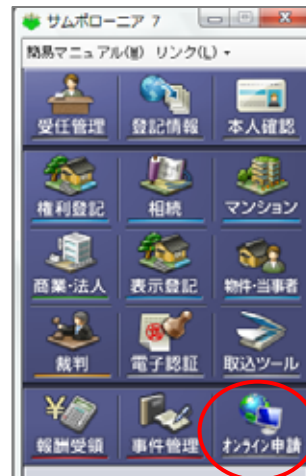 サムポローニア 7
簡易マニュアル(M) リンク(L)
受任管理 登記情報 本人確認
権利登記 相続 マンション
商業・法人 表示登記 物件・当事者
裁判 電子認証 取込ツール
報酬受領 事件管理 オンライン申請